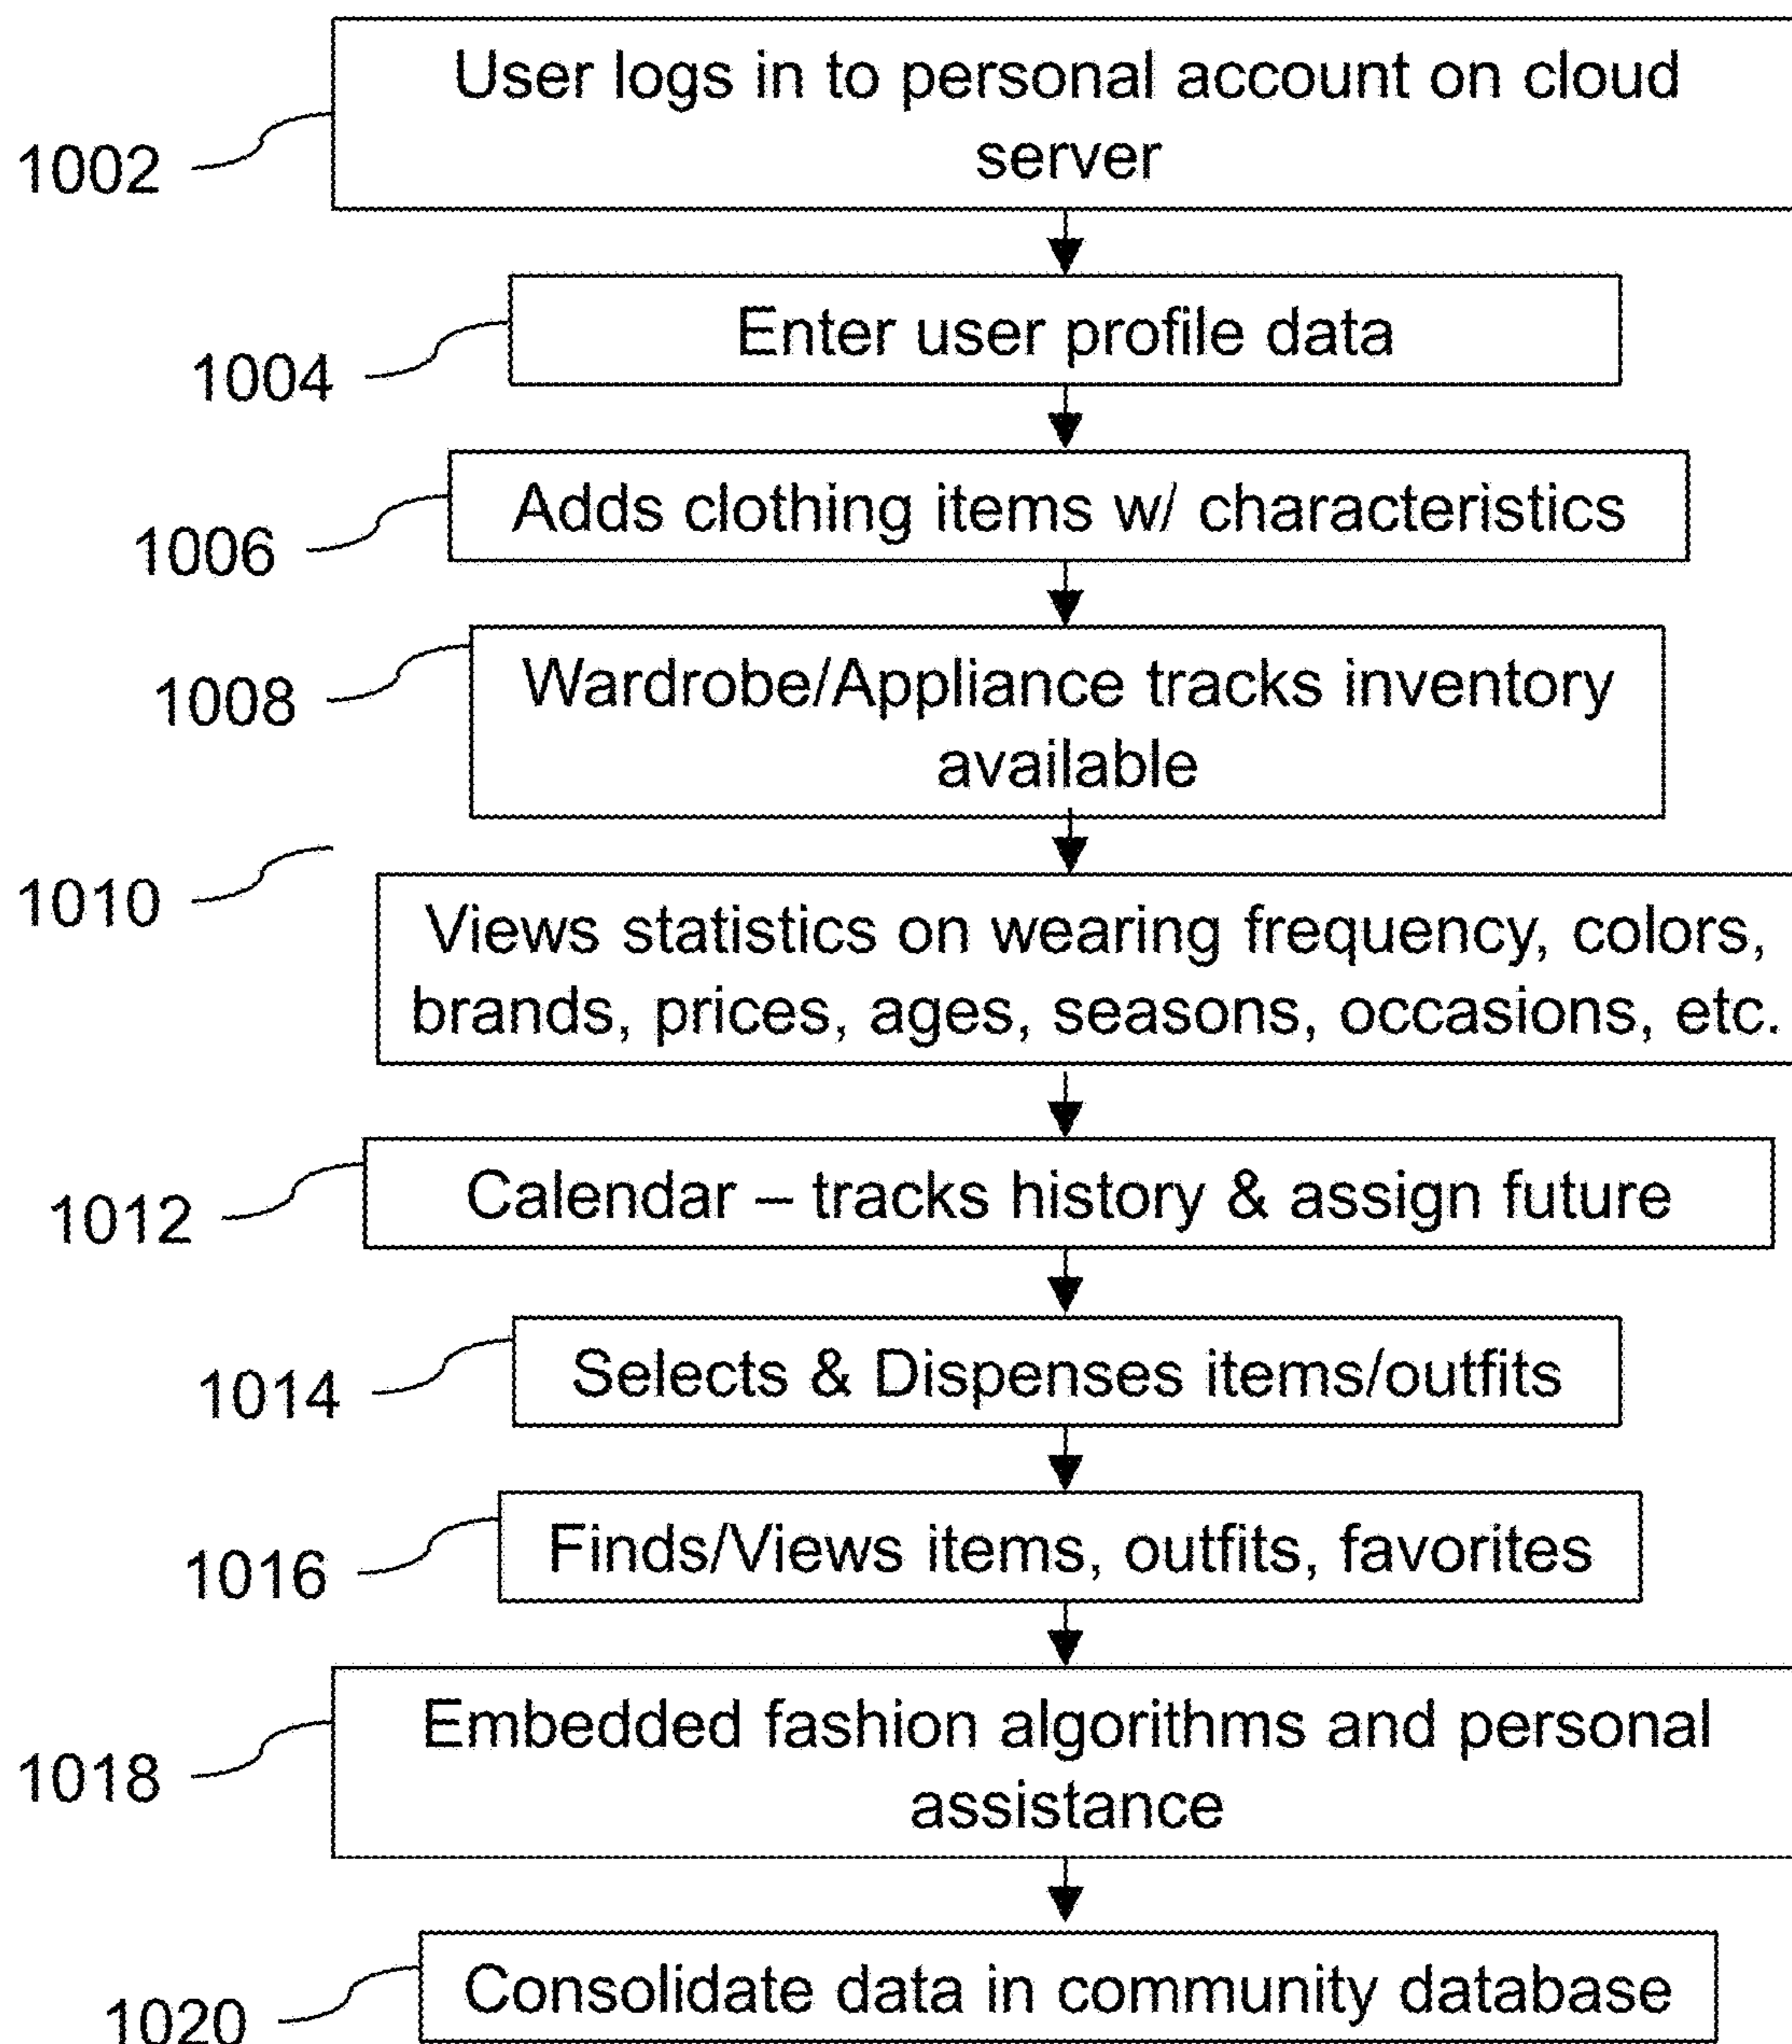 User logs in to personal account on cloud
server
1002
Enter user profile data
1004
Adds clothing items w/ characteristics
1006
Wardrobe/Appliance tracks inventory
available
1008
1010
Views statistics on wearing frequency, colors,
brands, prices, ages, seasons, occasions, etc.
Calendar – tracks history & assign future
1012
Selects & Dispenses items/outfits
1014
Finds/Views items, outfits, favorites
1016
Embedded fashion algorithms and personal
assistance
1018
Consolidate data in community database
1020